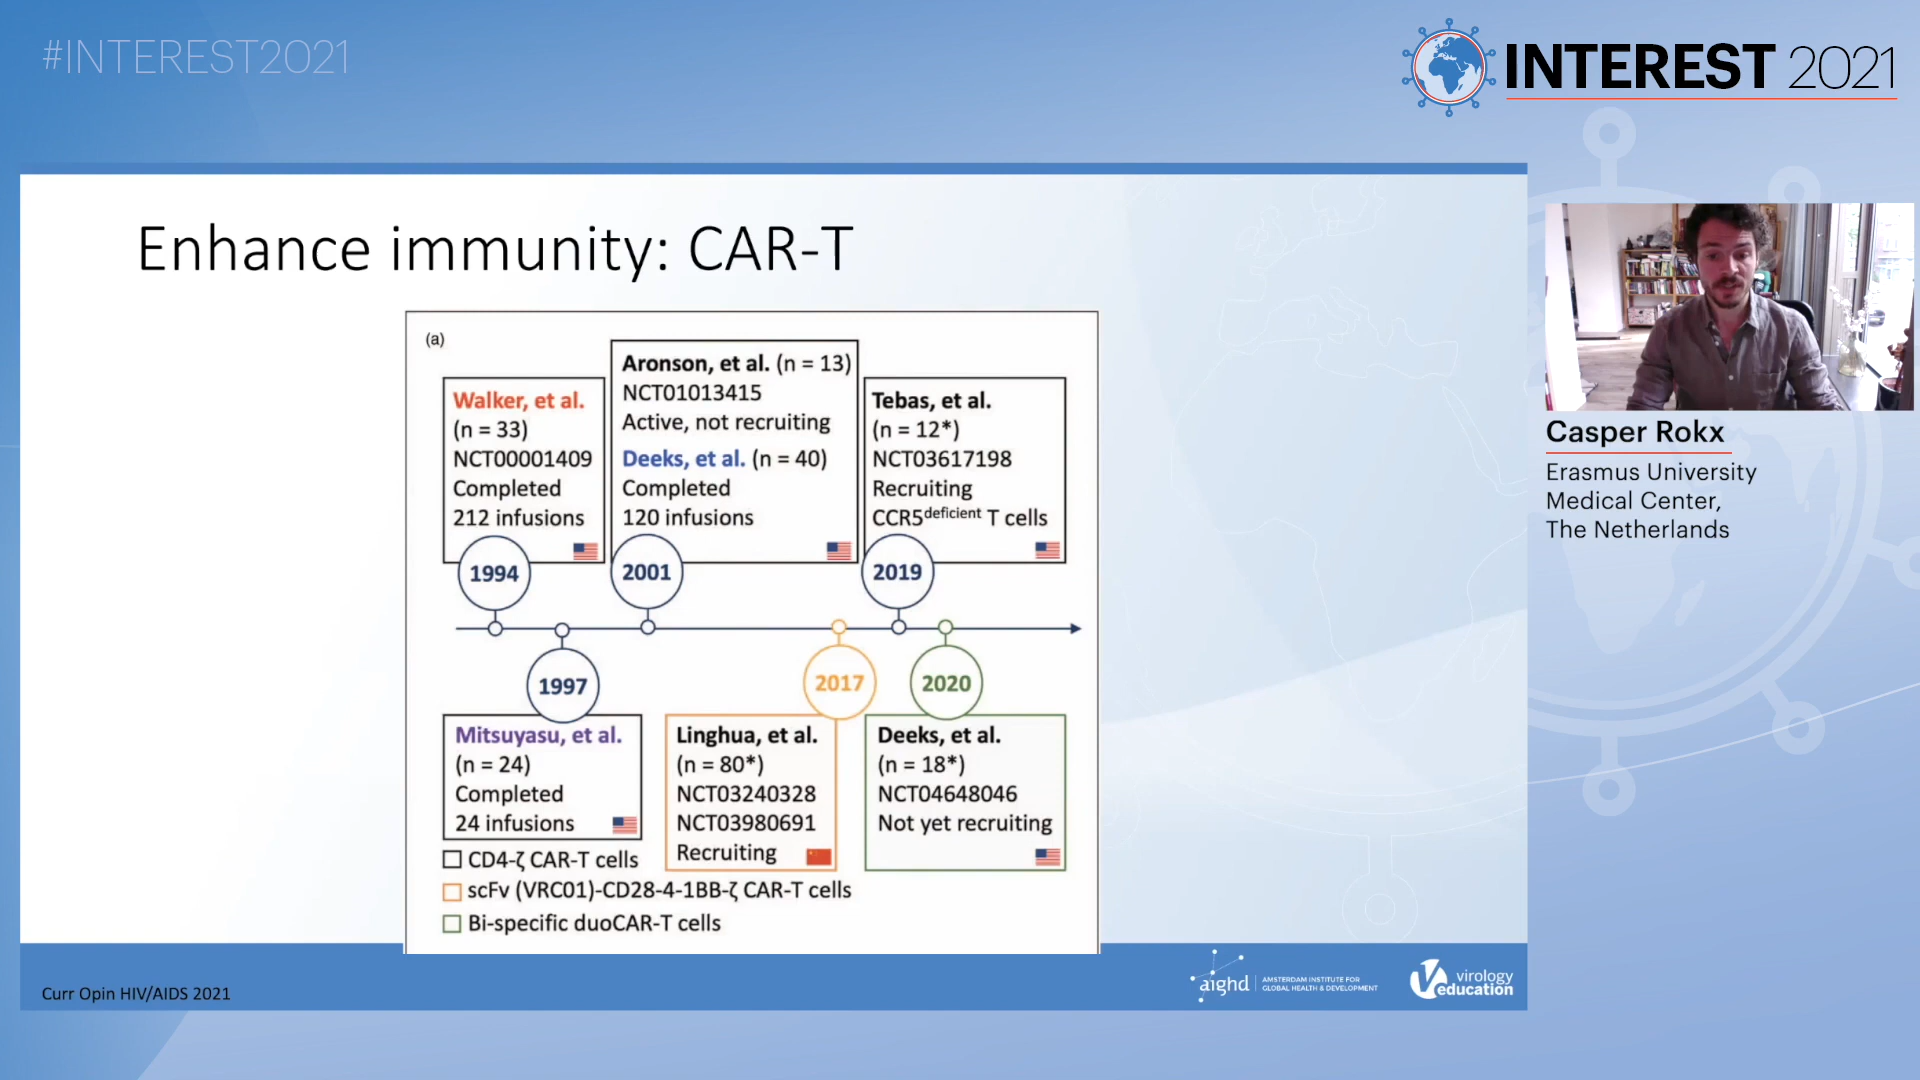 #INTEREST2021
INTEREST 2021
Enhance immunity: CAR-T
(a)
Walker, et al.
(n = 33)
NCT00001409
Completed
212 infusions
1994
Aronson, et al. (n = 13)
NCT01013415
Active, not recruiting
Deeks, et al. (n = 40)
Completed
120 infusions
2001
Tebas, et al.
(n = 12*)
NCT03617198
Recruiting
CCR5deficient T cells
2019
1997
Mitsuyasu, et al.
(n = 24)
Completed
24 infusions
2017
Linghua, et al.
(n = 80*)
NCT03240328
NCT03980691
Recruiting
2020
Deeks, et al.
(n = 18*)
NCT04648046
Not yet recruiting
CD4-ζ CAR-T cells
scFv (VRC01)-CD28-4-1BB-ζ CAR-T cells
Bi-specific duoCAR-T cells
Curr Opin HIV/AIDS 2021
aighd
AMSTERDAM INSTITUTE FOR
GLOBAL HEALTH & DEVELOPMENT
virology
education
Casper Rokx
Erasmus University
Medical Center,
The Netherlands